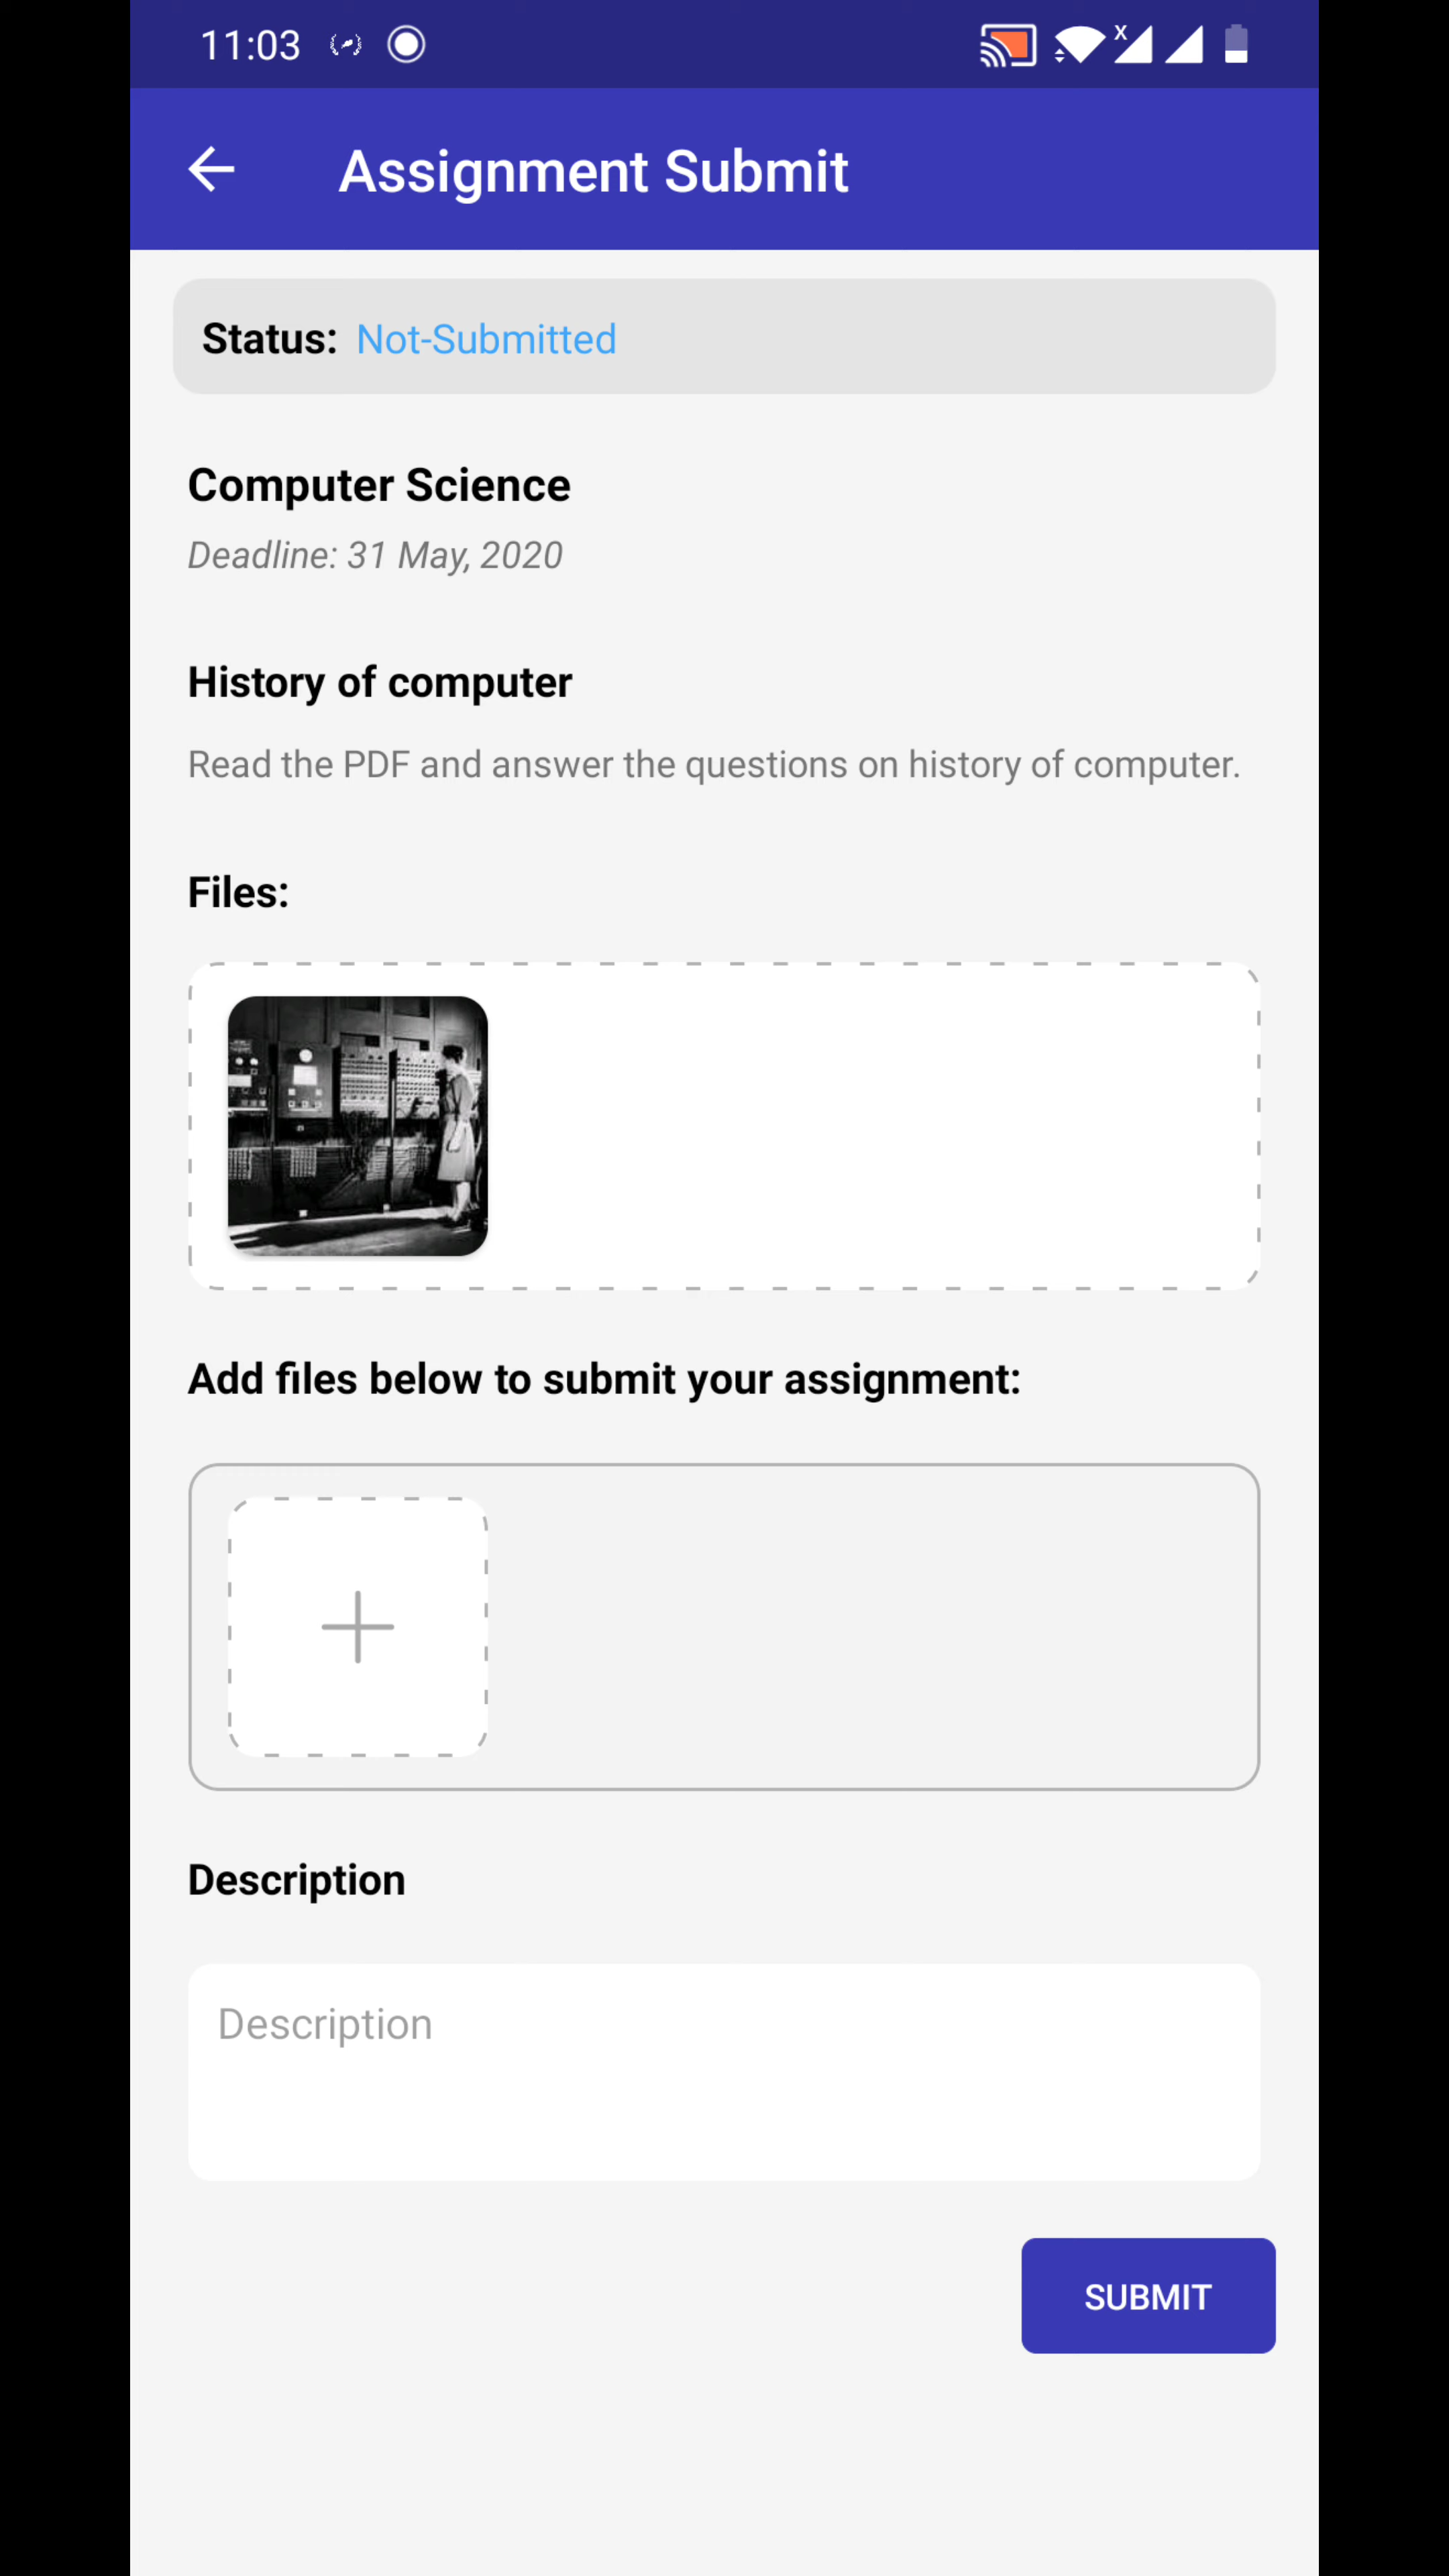 11:03
Assignment Submit
Status: Not-Submitted
Computer Science
Deadline: 31 May, 2020
History of computer
Read the PDF and answer the questions on history of computer.
Files:
Add files below to submit your assignment:
Description
Description
SUBMIT